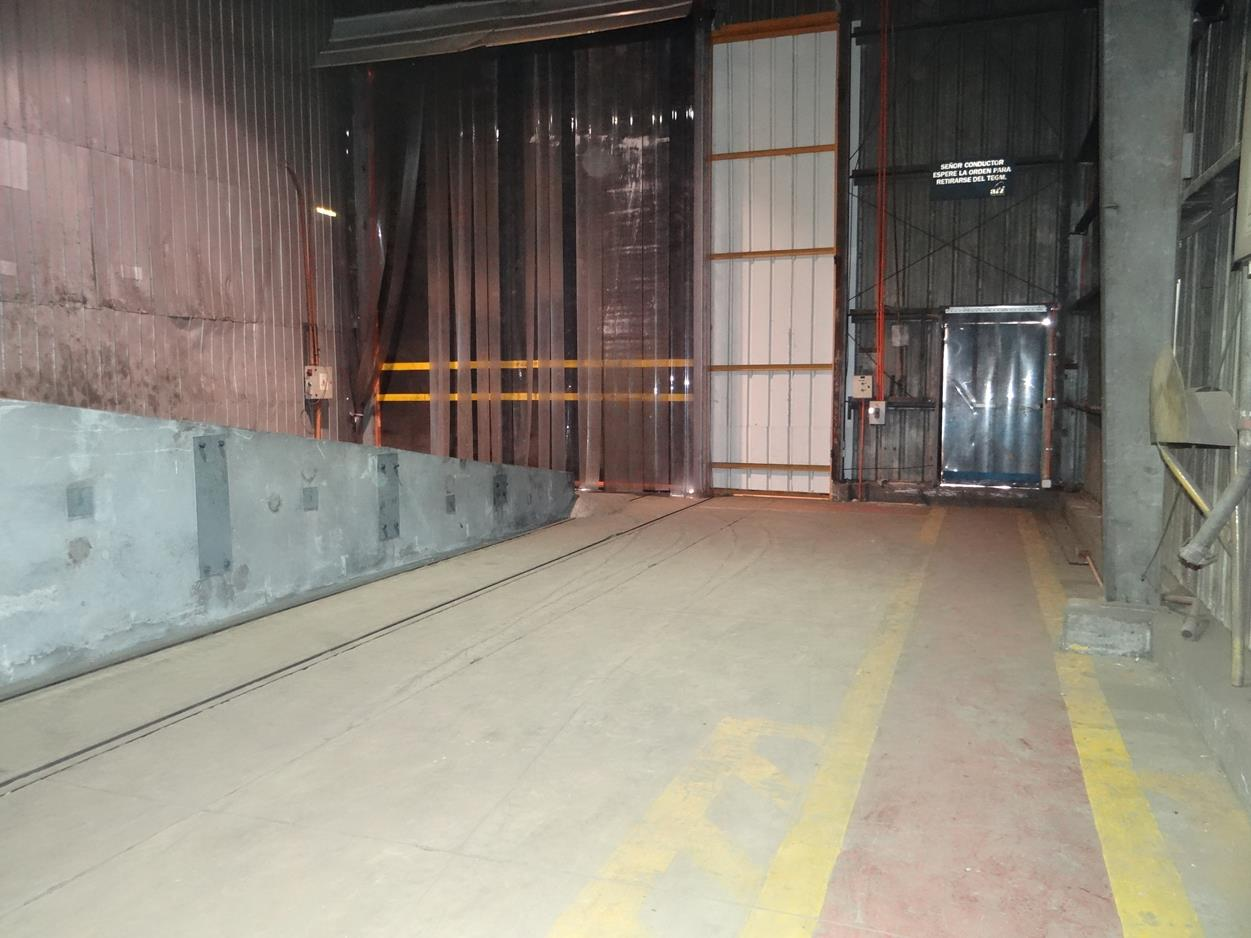 SEÑOR CONDUCTOR
ESPERE LA ORDEN PARA
RETIRARSE DEL TEGM.